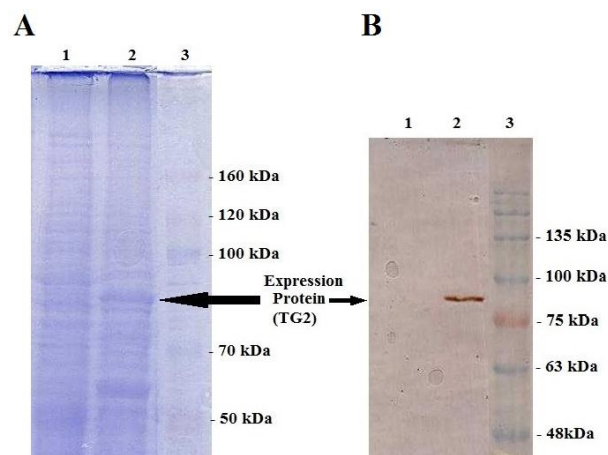 A
B
1 2 3
1 2 3
- 160 kDa
- 120 kDa
- 100 kDa
- 70 kDa
- 50 kDa
Expression
Protein
(TG2)
- 135 kDa
- 100 kDa
- 75 kDa
- 63 kDa
- 48kDa